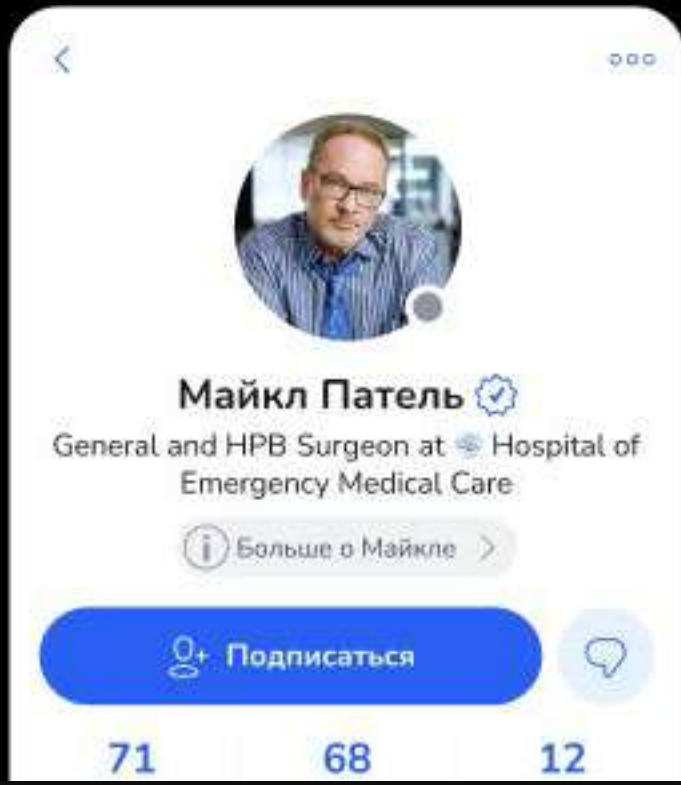 Майкл Патель
General and HPB Surgeon at Hospital of
Emergency Medical Care
Больше о Майкле
Подписаться
71 68 12